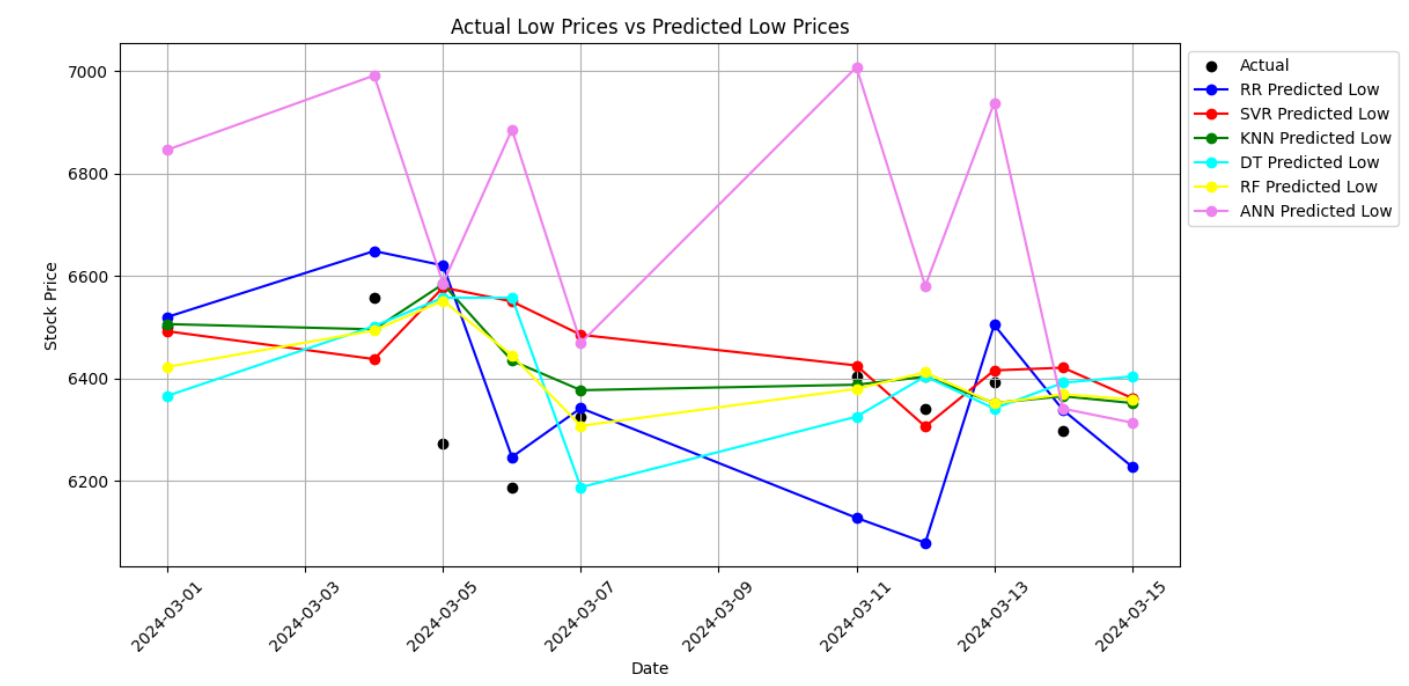 Actual Low Prices vs Predicted Low Prices
7000
6800
6600
6400
6200
Stock Price
2024-03-01
2024-03-03
2024-03-05
2024-03-07
2024-03-09
2024-03-11
2024-03-13
2024-03-15
Date
Actual
RR Predicted Low
SVR Predicted Low
KNN Predicted Low
DT Predicted Low
RF Predicted Low
ANN Predicted Low